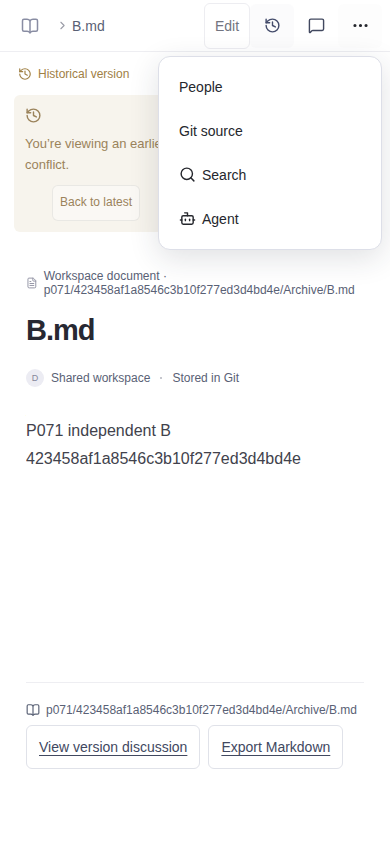 B.md
Edit
Historical version
People
Git source
Search
Agent
You're viewing an
conflict.
Back to latest
Workspace document ·
p071/423458af1a8546c3b10f277ed3d4bd4e/Archive/B.md
B.md
D Shared workspace · Stored in Git
P071 independent B
423458af1a8546c3b10f277ed3d4bd4e
p071/423458af1a8546c3b10f277ed3d4bd4e/Archive/B.md
View version discussion
Export Markdown